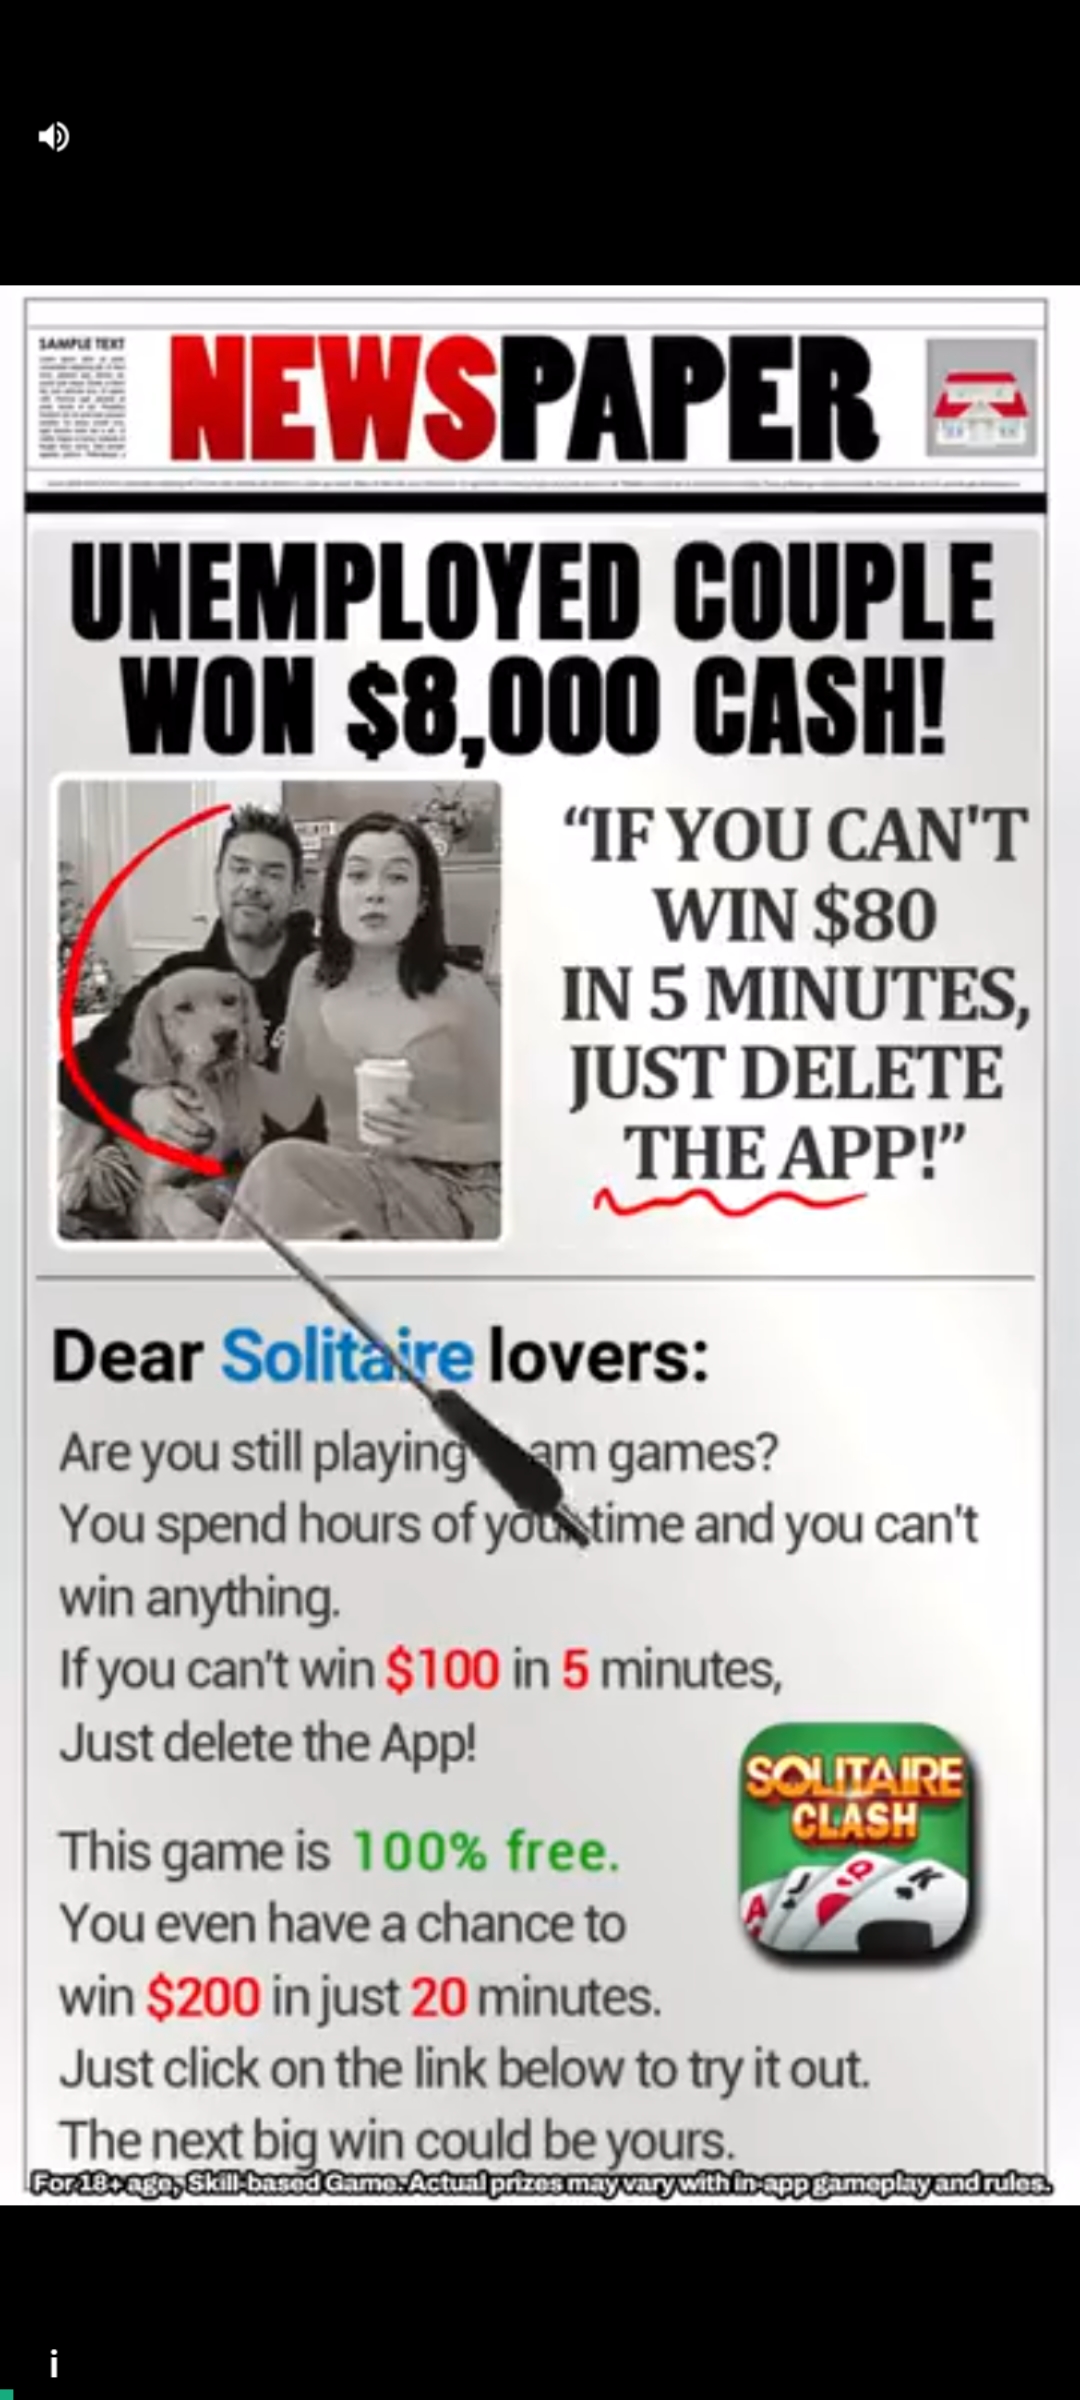 SAMPLE TEXT
NEWSPAPER
UNEMPLOYED COUPLE
WON $8,000 CASH!
“IF YOU CAN'T
WIN $80
IN 5 MINUTES,
JUST DELETE
THE APP!”
Dear Solitaire lovers:
Are you still playing am games?
You spend hours of your time and you can't
win anything.
If you can't win $100 in 5 minutes,
Just delete the App!
SOLITAIRE
CLASH
A J Q K
This game is 100% free.
You even have a chance to
win $200 in just 20 minutes.
Just click on the link below to try it out.
The next big win could be yours.
For 18+ age, Skill-based Game. Actual prizes may vary with in-app gameplay and rules.
i